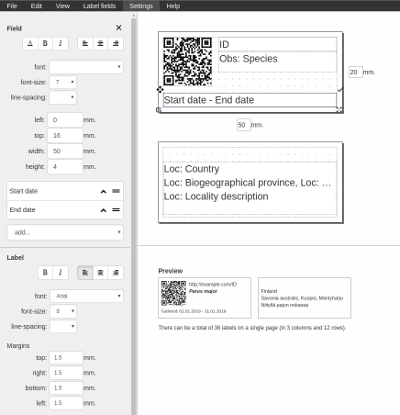 File Edit View Label fields Settings Help
Field
A B I
font:
font-size: 7
line-spacing:
left: 0 mm.
top: 16 mm.
width: 50 mm.
height: 4 mm.
Start date
End date
add...
Label
B I
font: Arial
font-size: 8
line-spacing:
Margins
top: 1.5 mm.
right: 1.5 mm.
bottom: 1.5 mm.
left: 1.5 mm.
ID
Obs: Species
Start date - End date
20 mm.
50 mm.
Loc: Country
Loc: Biogeographical province, Loc: ...
Loc: Locality description
Preview
http://example.com/ID
Parus major
Gathered: 01.01.2019 - 31.01.2019
Finland
Savonia australis, Kuopio, Mäntyharju
Niityllä pajun oksassa
There can be a total of 36 labels on a single page (in 3 columns and 12 rows).